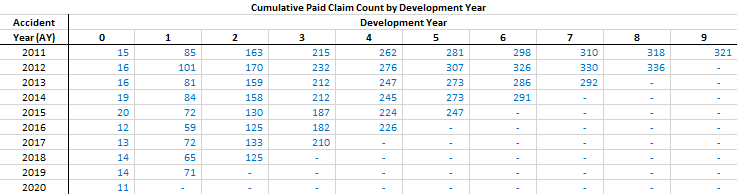 Cumulative Paid Claim Count by Development Year
Accident Development Year
Year (AY) 0 1 2 3 4 5 6 7 8 9
2011 15 85 163 215 262 281 298 310 318 321
2012 16 101 170 232 276 307 326 330 336 -
2013 16 81 159 212 247 273 286 292 - -
2014 19 84 158 212 245 273 291 - - -
2015 20 72 130 187 224 247 - - - -
2016 12 59 125 182 226 - - - - -
2017 13 72 133 210 - - - - - -
2018 14 65 125 - - - - - - -
2019 14 71 - - - - - - - -
2020 11 - - - - - - - - -